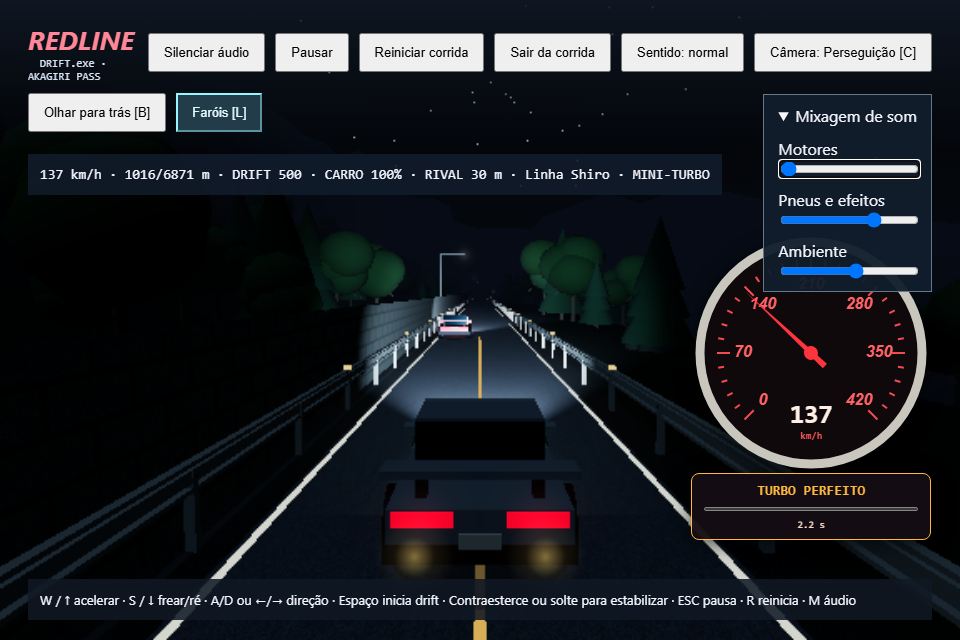 REDLINE
DRIFT.exe ·
AKAGIRI PASS
Silenciar áudio
Pausar
Reiniciar corrida
Sair da corrida
Sentido: normal
Câmera: Perseguição [C]
Olhar para trás [B]
Faróis [L]
▼ Mixagem de som
Motores
Pneus e efeitos
Ambiente
137 km/h · 1016/6871 m · DRIFT 500 · CARRO 100% · RIVAL 30 m · Linha Shiro · MINI-TURBO
0
70
140
210
280
350
420
137
km/h
TURBO PERFEITO
2.2 s
W / ↑ acelerar · S / ↓ frear/ré · A/D ou ←/→ direção · Espaço inicia drift · Contraesterce ou solte para estabilizar · ESC pausa · R reinicia · M áudio